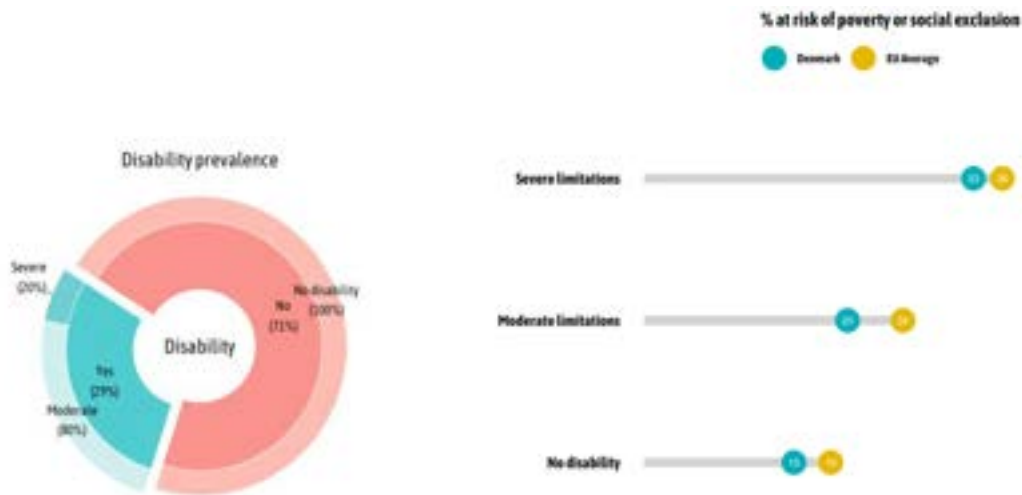 % at risk of poverty or social exclusion
Denmark
EU Average
Disability prevalence
Severe limitations
Severe
(20%)
No disability
(100%)
No
(71%)
Disability
Moderate limitations
Yes
(29%)
Moderate
(80%)
No disability